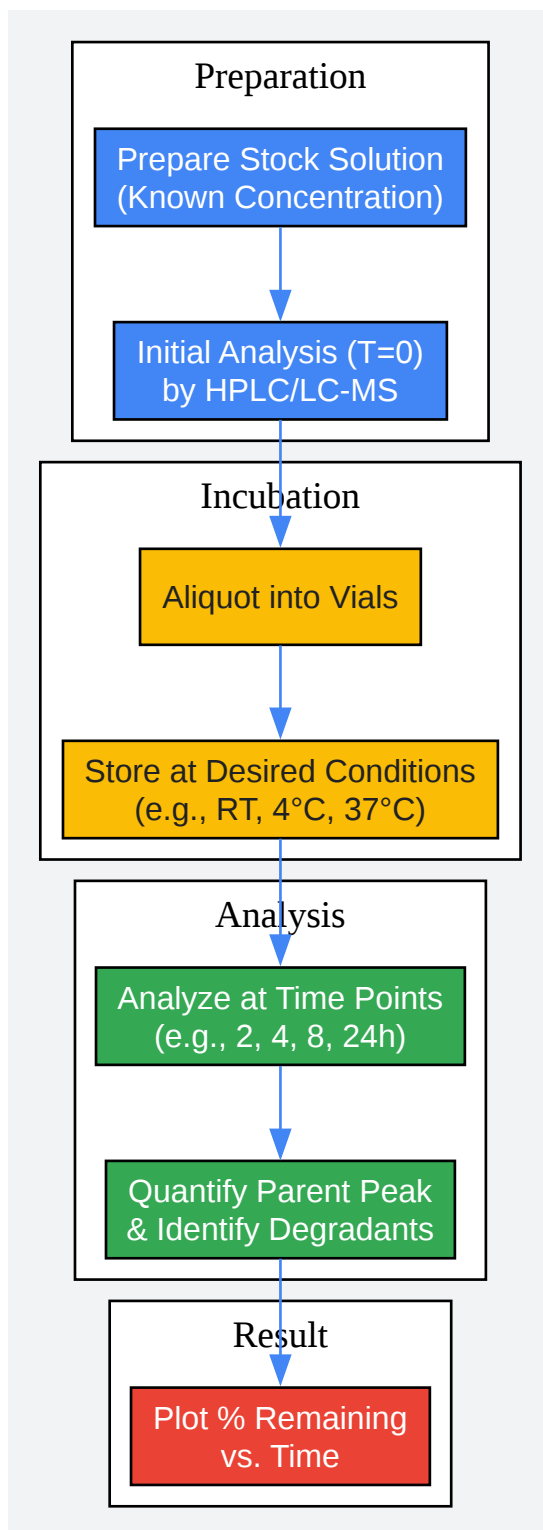 Preparation
Prepare Stock Solution
(Known Concentration)
Initial Analysis (T=0)
by HPLC/LC-MS
Incubation
Aliquot into Vials
Store at Desired Conditions
(e.g., RT, 4°C, 37°C)
Analysis
Analyze at Time Points
(e.g., 2, 4, 8, 24h)
Quantify Parent Peak
& Identify Degradants
Result
Plot % Remaining
vs. Time